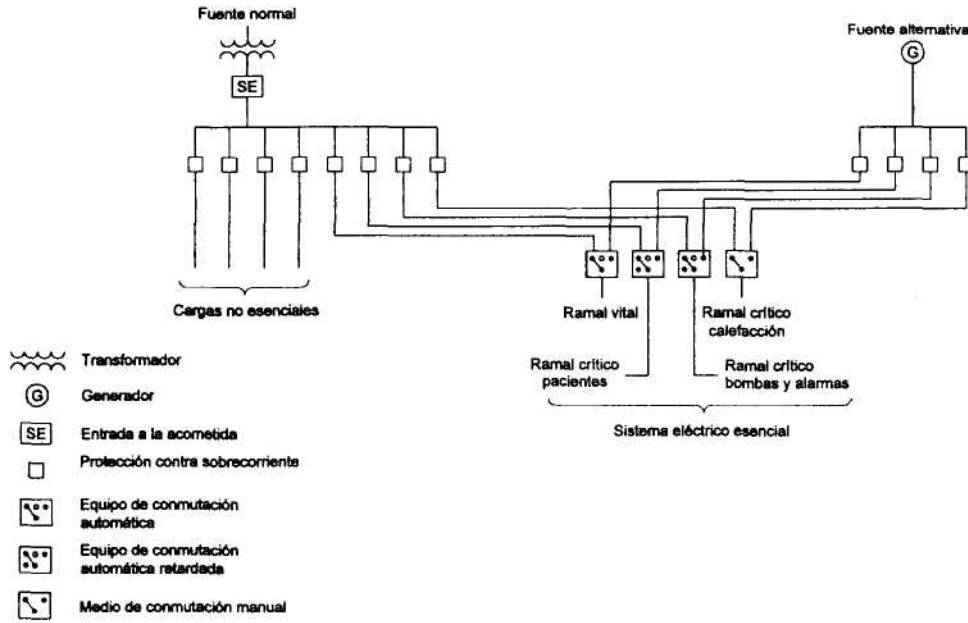 Fuente normal
Fuente alternativa
G
SE
Cargas no esenciales
Ramal vital
Ramal crítico
calefacción
Ramal crítico
pacientes
Ramal crítico
bombas y alarmas
Sistema eléctrico esencial
Transformador
G
Generador
SE
Entrada a la acometida
Protección contra sobrecorriente
Equipo de conmutación
automática
Equipo de conmutación
automática retardada
Medio de conmutación manual